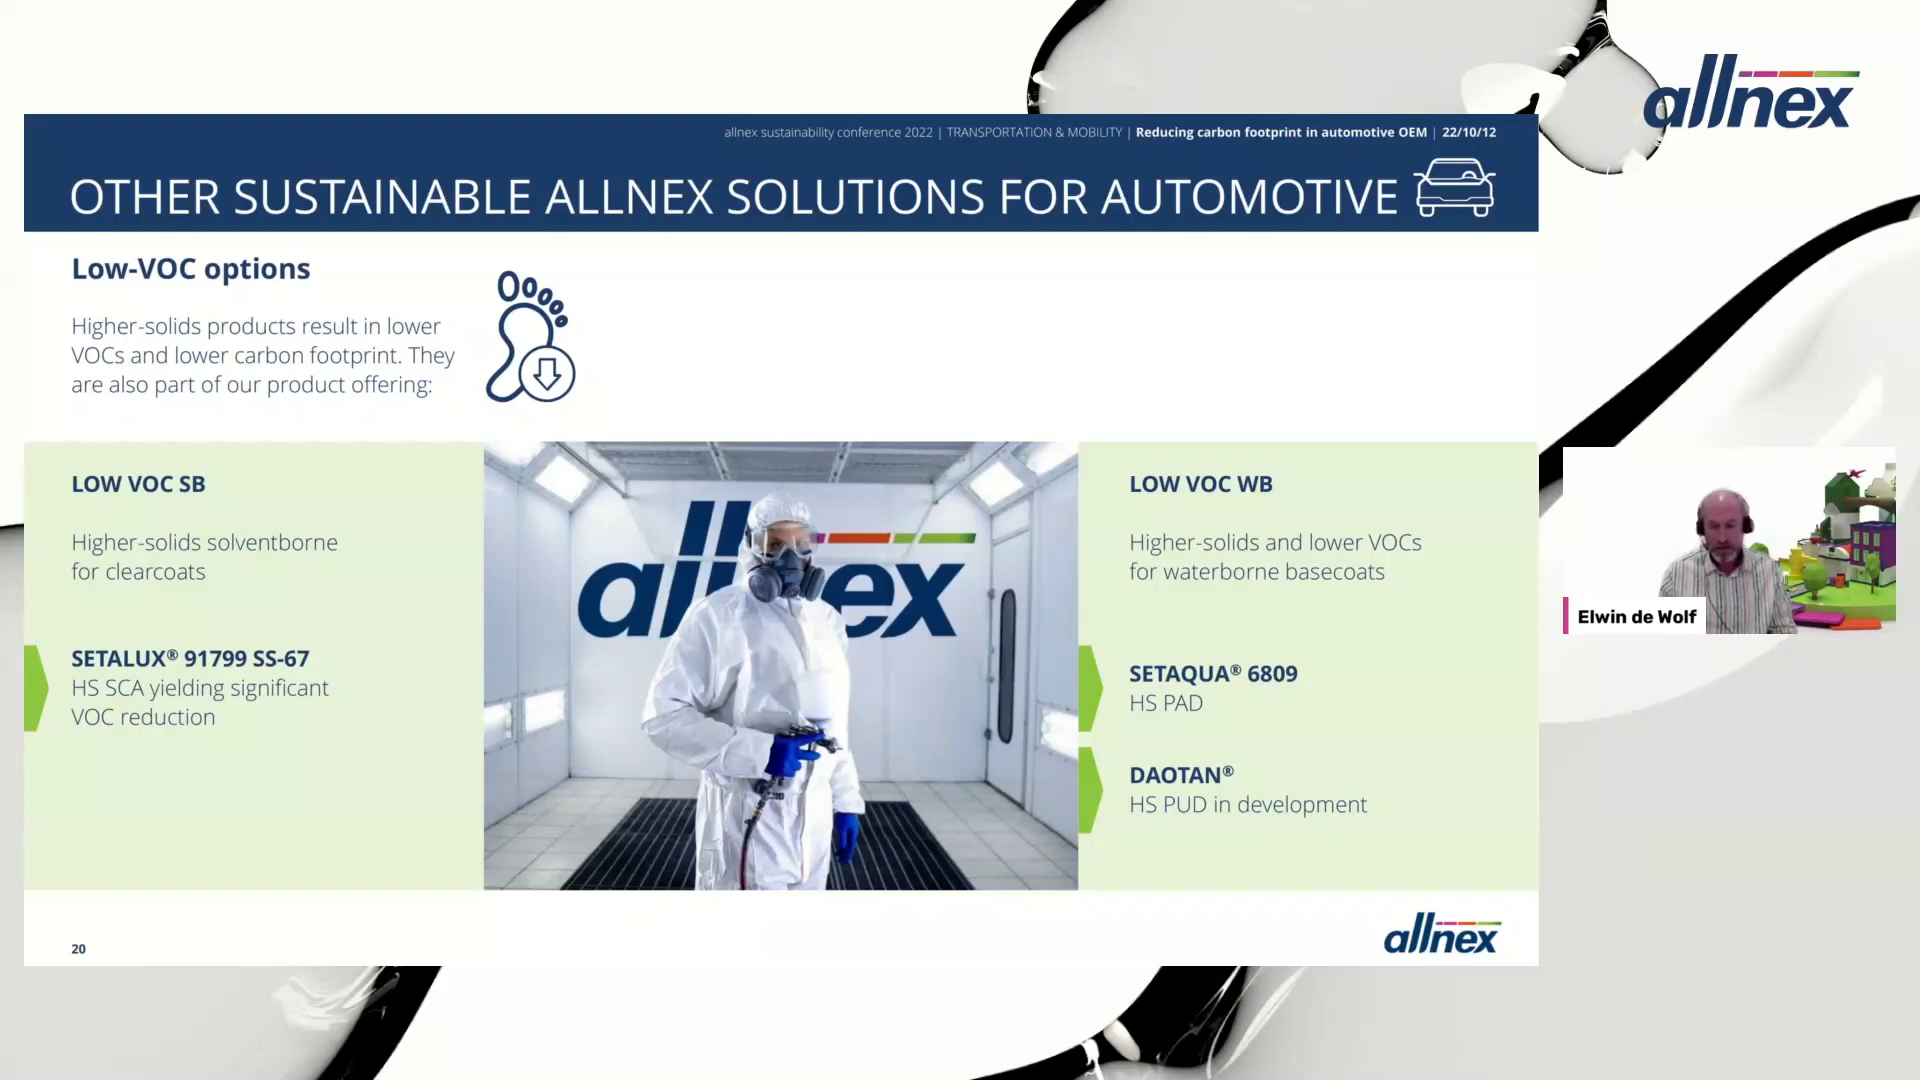 allnex
allnex sustainability conference 2022 | TRANSPORTATION & MOBILITY | Reducing carbon footprint in automotive OEM | 22/10/12
OTHER SUSTAINABLE ALLNEX SOLUTIONS FOR AUTOMOTIVE
Low-VOC options
Higher-solids products result in lower
VOCs and lower carbon footprint. They
are also part of our product offering:
LOW VOC SB
Higher-solids solventborne
for clearcoats
SETALUX® 91799 SS-67
HS SCA yielding significant
VOC reduction
allnex
LOW VOC WB
Higher-solids and lower VOCs
for waterborne basecoats
SETAQUA® 6809
HS PAD
DAOTAN®
HS PUD in development
Elwin de Wolf
20
allnex